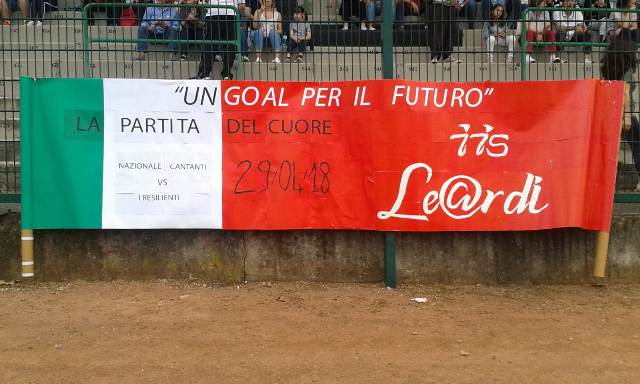 "UN GOAL PER IL FUTURO"
LA PARTITA DEL CUORE
NAZIONALE CANTANTI
VS
I RESILIENTI
29/04/18
iis
Le@rdi